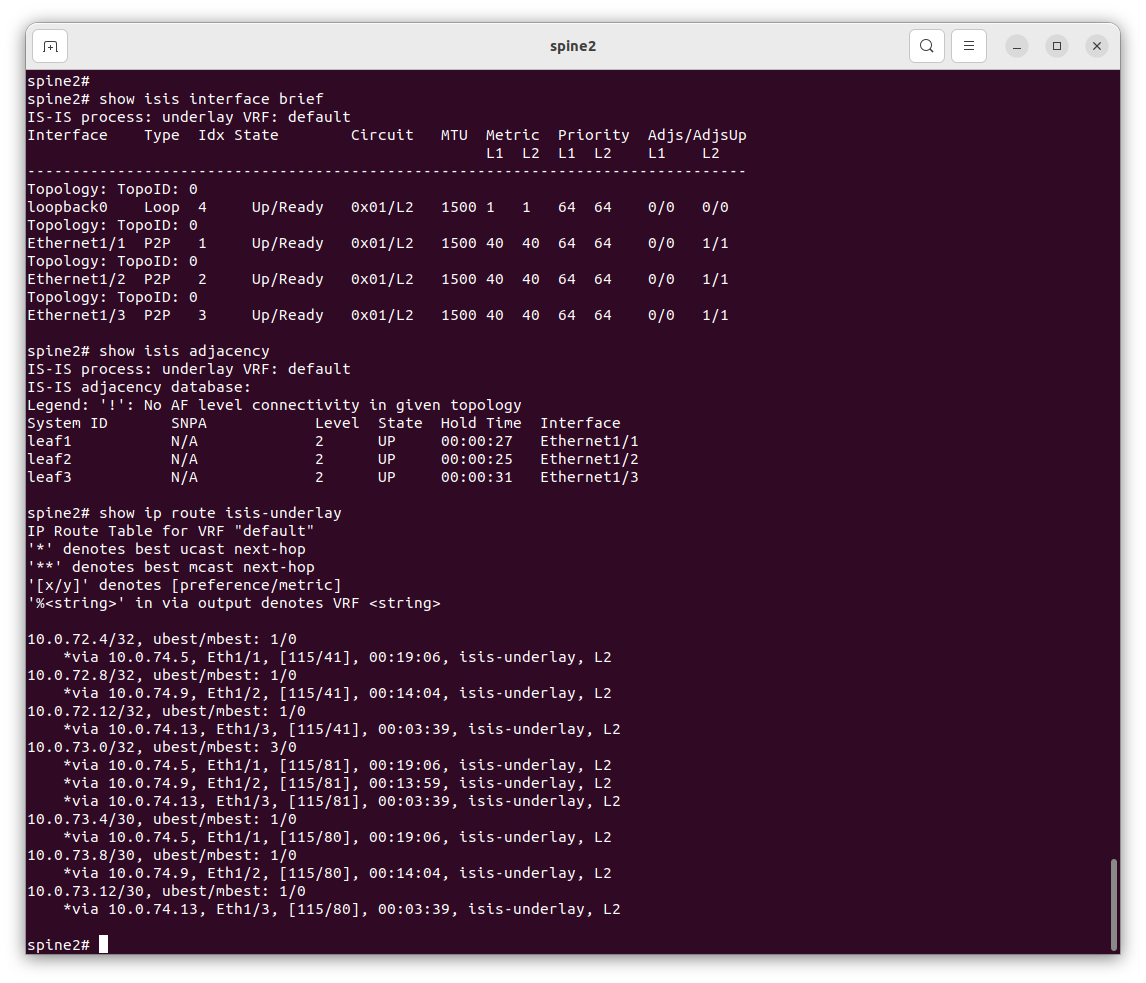 spine2
spine2#
spine2# show isis interface brief
IS-IS process: underlay VRF: default
Interface    Type  Idx State        Circuit   MTU  Metric  Priority  Adjs/AdjsUp
                                                   L1  L2  L1  L2    L1    L2
--------------------------------------------------------------------------------
Topology: TopoID: 0
loopback0    Loop  4     Up/Ready   0x01/L2   1500 1   1   64  64    0/0   0/0
Topology: TopoID: 0
Ethernet1/1  P2P   1     Up/Ready   0x01/L2   1500 40  40  64  64    0/0   1/1
Topology: TopoID: 0
Ethernet1/2  P2P   2     Up/Ready   0x01/L2   1500 40  40  64  64    0/0   1/1
Topology: TopoID: 0
Ethernet1/3  P2P   3     Up/Ready   0x01/L2   1500 40  40  64  64    0/0   1/1

spine2# show isis adjacency
IS-IS process: underlay VRF: default
IS-IS adjacency database:
Legend: '!': No AF level connectivity in given topology
System ID       SNPA            Level  State  Hold Time  Interface
leaf1           N/A             2      UP     00:00:27   Ethernet1/1
leaf2           N/A             2      UP     00:00:25   Ethernet1/2
leaf3           N/A             2      UP     00:00:31   Ethernet1/3

spine2# show ip route isis-underlay
IP Route Table for VRF "default"
'*' denotes best ucast next-hop
'**' denotes best mcast next-hop
'[x/y]' denotes [preference/metric]
'%<string>' in via output denotes VRF <string>

10.0.72.4/32, ubest/mbest: 1/0
    *via 10.0.74.5, Eth1/1, [115/41], 00:19:06, isis-underlay, L2
10.0.72.8/32, ubest/mbest: 1/0
    *via 10.0.74.9, Eth1/2, [115/41], 00:14:04, isis-underlay, L2
10.0.72.12/32, ubest/mbest: 1/0
    *via 10.0.74.13, Eth1/3, [115/41], 00:03:39, isis-underlay, L2
10.0.73.0/32, ubest/mbest: 3/0
    *via 10.0.74.5, Eth1/1, [115/81], 00:19:06, isis-underlay, L2
    *via 10.0.74.9, Eth1/2, [115/81], 00:13:59, isis-underlay, L2
    *via 10.0.74.13, Eth1/3, [115/81], 00:03:39, isis-underlay, L2
10.0.73.4/30, ubest/mbest: 1/0
    *via 10.0.74.5, Eth1/1, [115/80], 00:19:06, isis-underlay, L2
10.0.73.8/30, ubest/mbest: 1/0
    *via 10.0.74.9, Eth1/2, [115/80], 00:14:04, isis-underlay, L2
10.0.73.12/30, ubest/mbest: 1/0
    *via 10.0.74.13, Eth1/3, [115/80], 00:03:39, isis-underlay, L2

spine2#